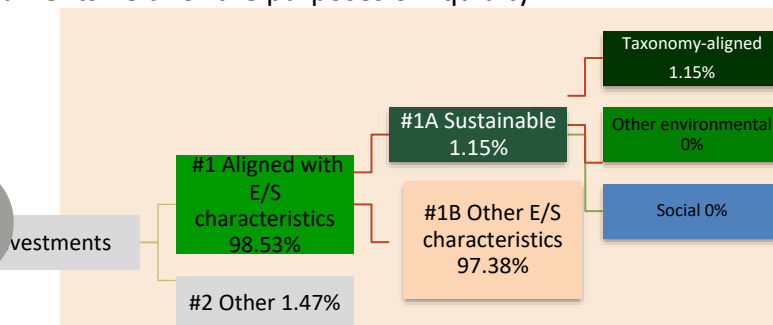 Taxonomy-aligned
1.15%
#1A Sustainable
1.15%
Other environmental
0%
#1 Aligned with
E/S
characteristics
98.53%
#1B Other E/S
characteristics
97.38%
Social 0%
vestments
#2 Other 1.47%